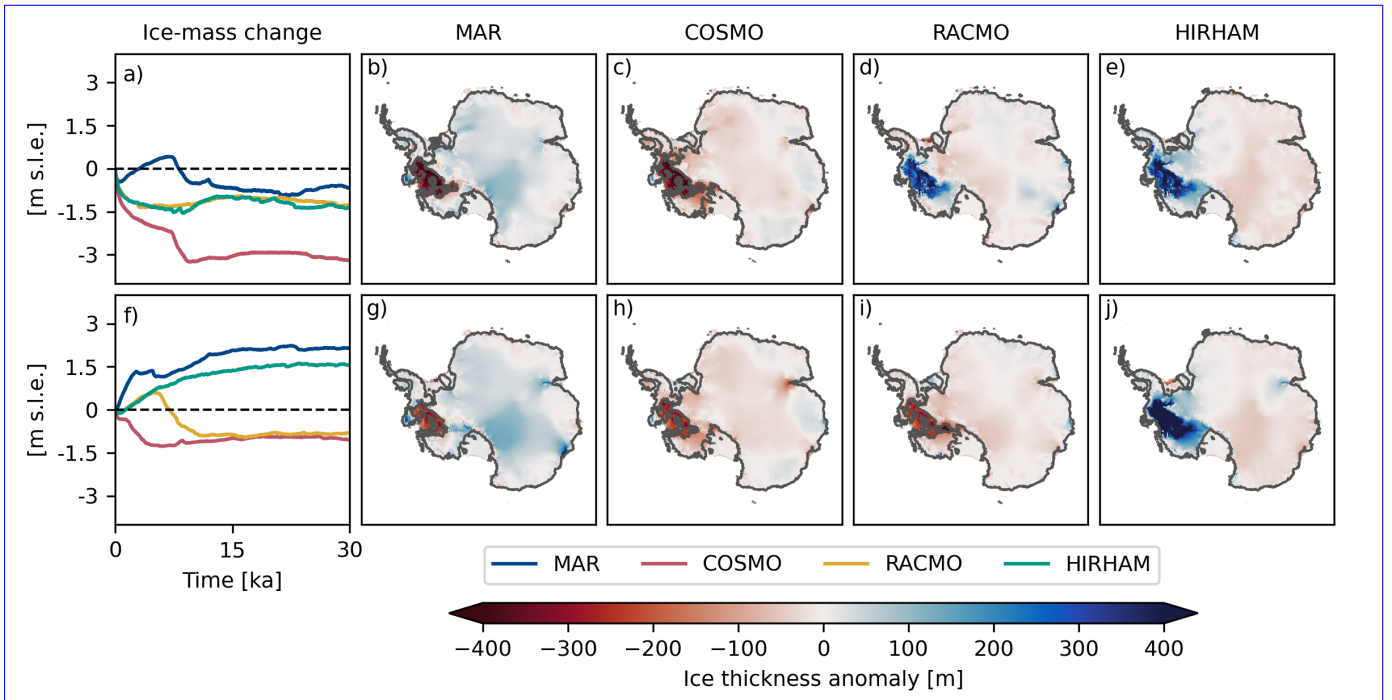 Ice-mass change MAR COSMO RACMO HIRHAM
a) b) c) d) e)
3
1.5
0
-1.5
-3
[m s.l.e.]
f) g) h) i) j)
3
1.5
0
-1.5
-3
[m s.l.e.]
0 15 30
Time [ka]
MAR COSMO RACMO HIRHAM
−400 −300 −200 −100 0 100 200 300 400
Ice thickness anomaly [m]